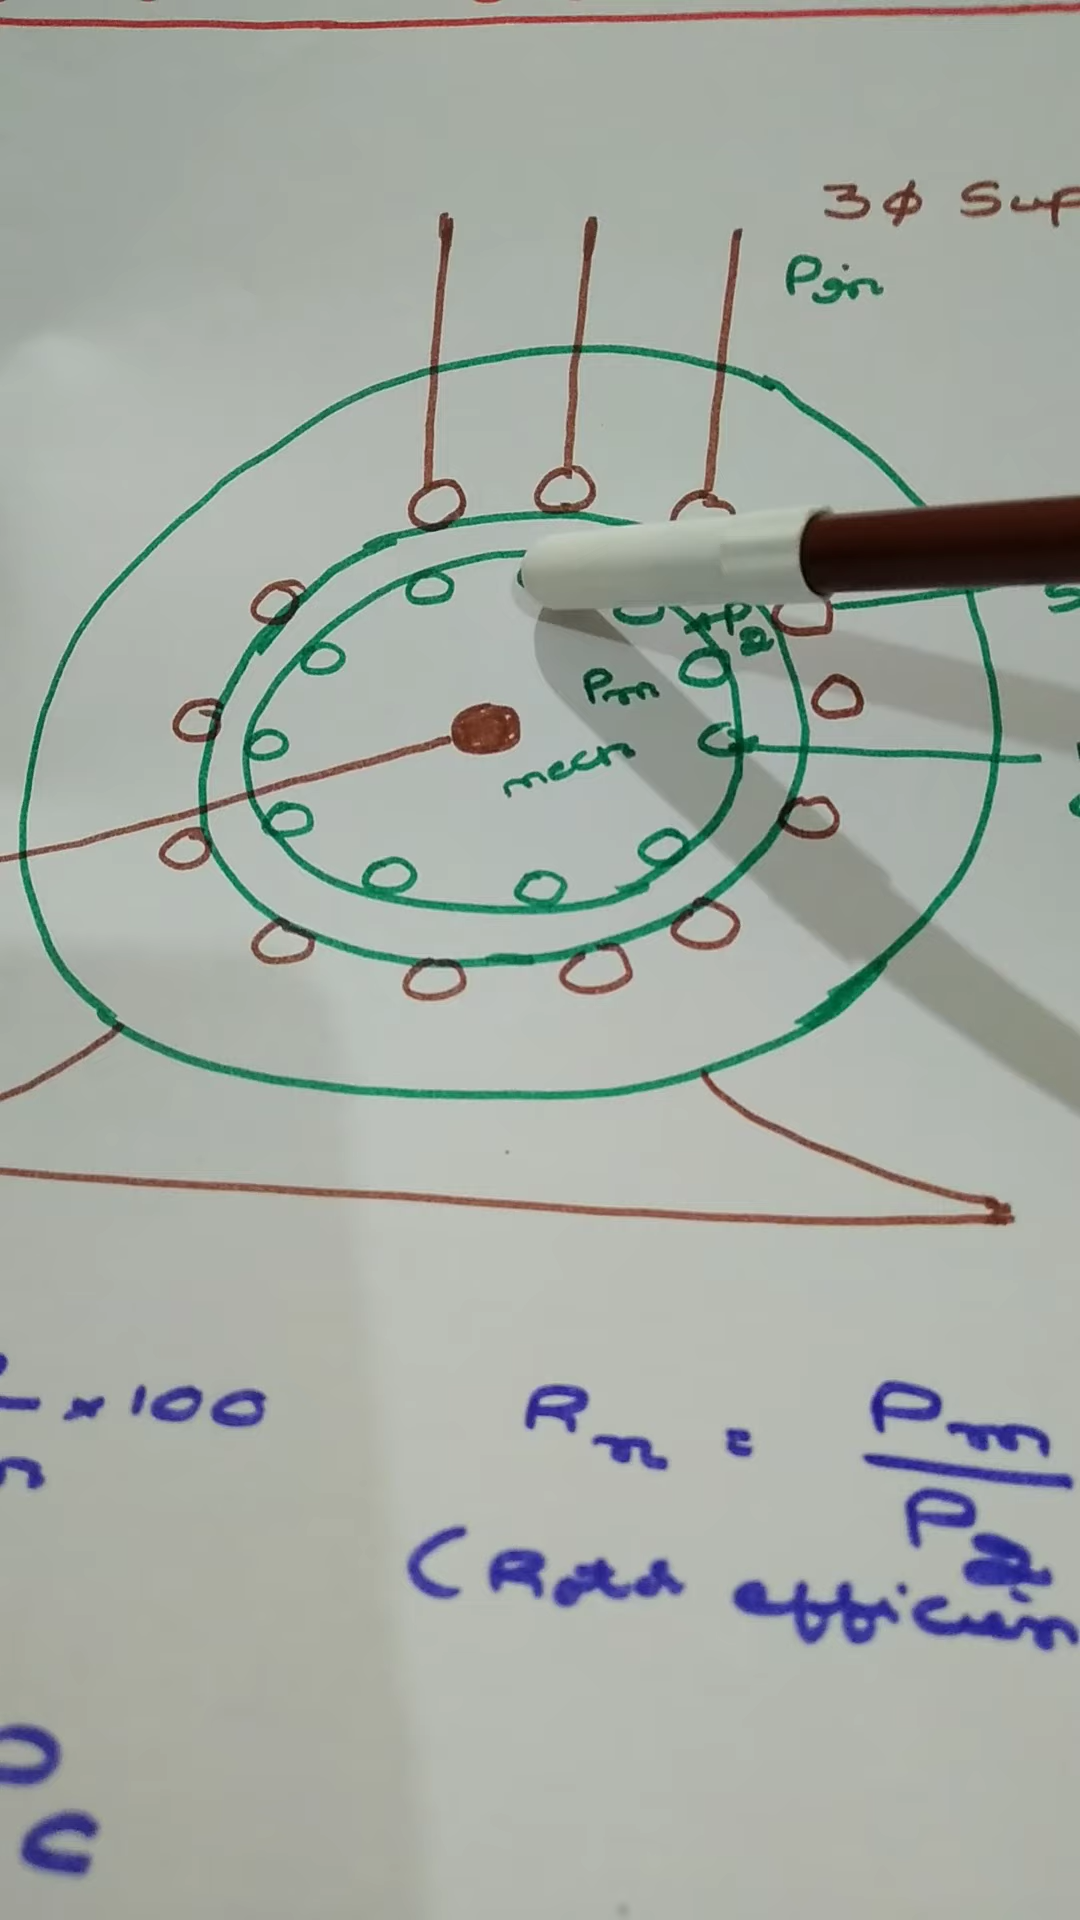 3φ Sup
Pin
P2
Pm
mech
× 100
Rn = Pm
P2
(Rotor efficien
C